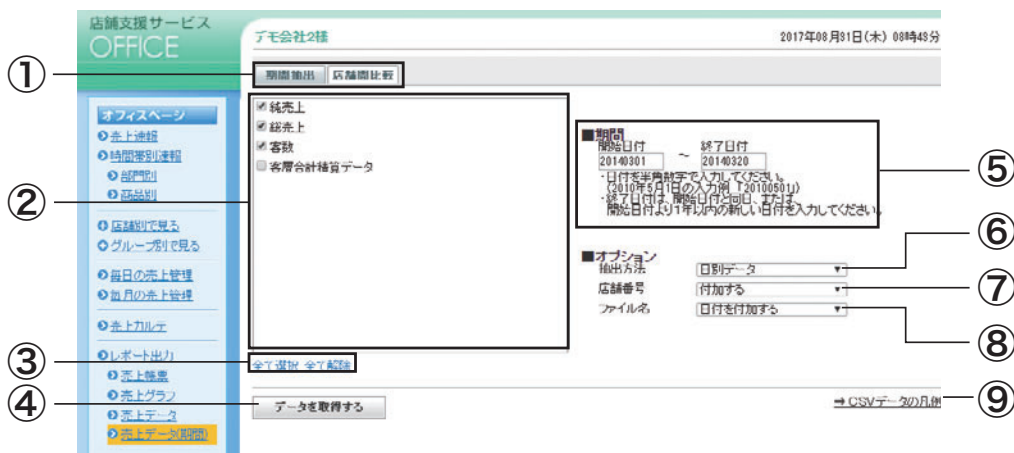 店舗支援サービス
OFFICE
デモ会社2様
2017年08月31日(木) 08時48分
①
期間抽出 店舗間比較
オフィスページ
売上速報
時間帯別速報
部門別
商品別
店舗別で見る
グループ別で見る
毎日の売上管理
毎月の売上管理
売上カルテ
レポート出力
売上帳票
売上グラフ
売上データ
売上データ(期間)
②
純売上
総売上
客数
客層合計精算データ
③
全て選択 全て解除
④
データを取得する
■期間
開始日付 終了日付
20140301 ～ 20140320
・日付を半角数字で入力してください。
(2010年5月1日の入力例「20100501」)
・終了日付は、開始日付と同日、または、
開始日付より1年以内の新しい日付を入力してください。
⑤
■オプション
抽出方法 日別データ ▼
⑥
店舗番号 付加する ▼
⑦
ファイル名 日付を付加する ▼
⑧
⇒CSVデータの凡例
⑨